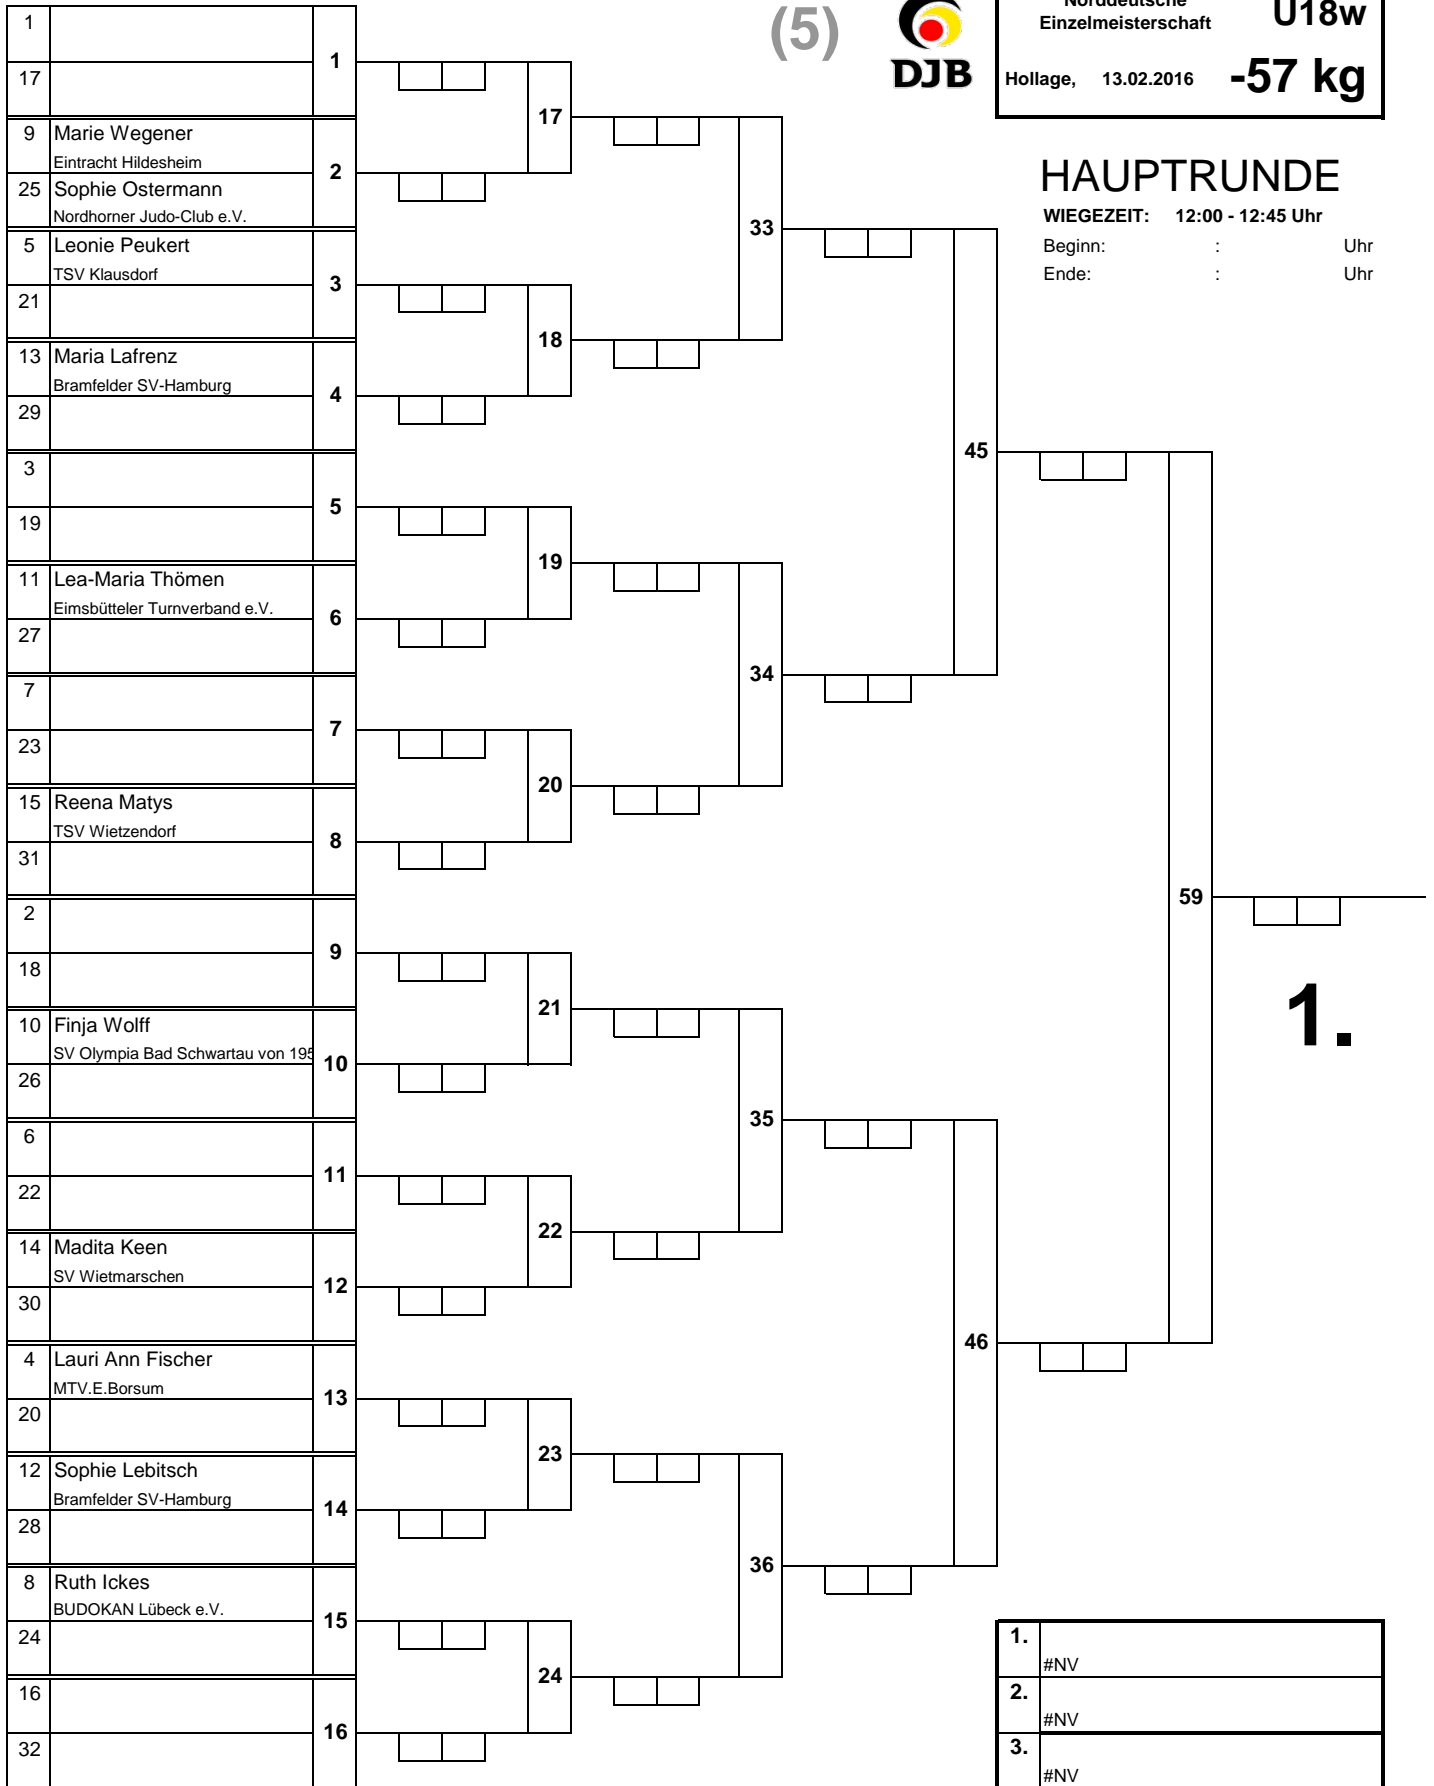 (5)
DJB
Norddeutsche
Einzelmeisterschaft
U18w
Hollage, 13.02.2016 -57 kg
HAUPTRUNDE
WIEGEZEIT: 12:00 - 12:45 Uhr
Beginn: : Uhr
Ende: : Uhr
1
1
17
9 Marie Wegener
Eintracht Hildesheim
2
25 Sophie Ostermann
Nordhorner Judo-Club e.V.
5 Leonie Peukert
TSV Klausdorf
3
21
13 Maria Lafrenz
Bramfelder SV-Hamburg
4
29
3
5
19
11 Lea-Maria Thömen
Eimsbütteler Turnverband e.V.
6
27
7
7
23
15 Reena Matys
TSV Wietzendorf
8
31
2
9
18
10 Finja Wolff
SV Olympia Bad Schwartau von 195
10
26
6
11
22
14 Madita Keen
SV Wietmarschen
12
30
4 Lauri Ann Fischer
MTV.E.Borsum
13
20
12 Sophie Lebitsch
Bramfelder SV-Hamburg
14
28
8 Ruth Ickes
BUDOKAN Lübeck e.V.
15
24
16
16
32
17
18
19
20
21
22
23
24
33
34
35
36
45
46
59
1.
1.
#NV
2.
#NV
3.
#NV